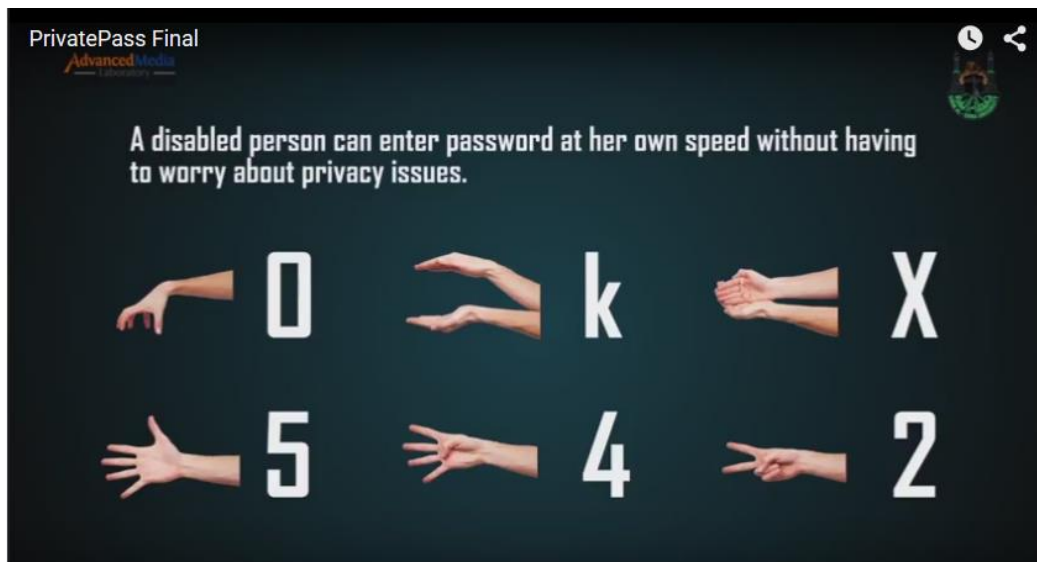 PrivatePass Final
AdvancedMedia
Laboratory
A disabled person can enter password at her own speed without having
to worry about privacy issues.
0 k X
5 4 2